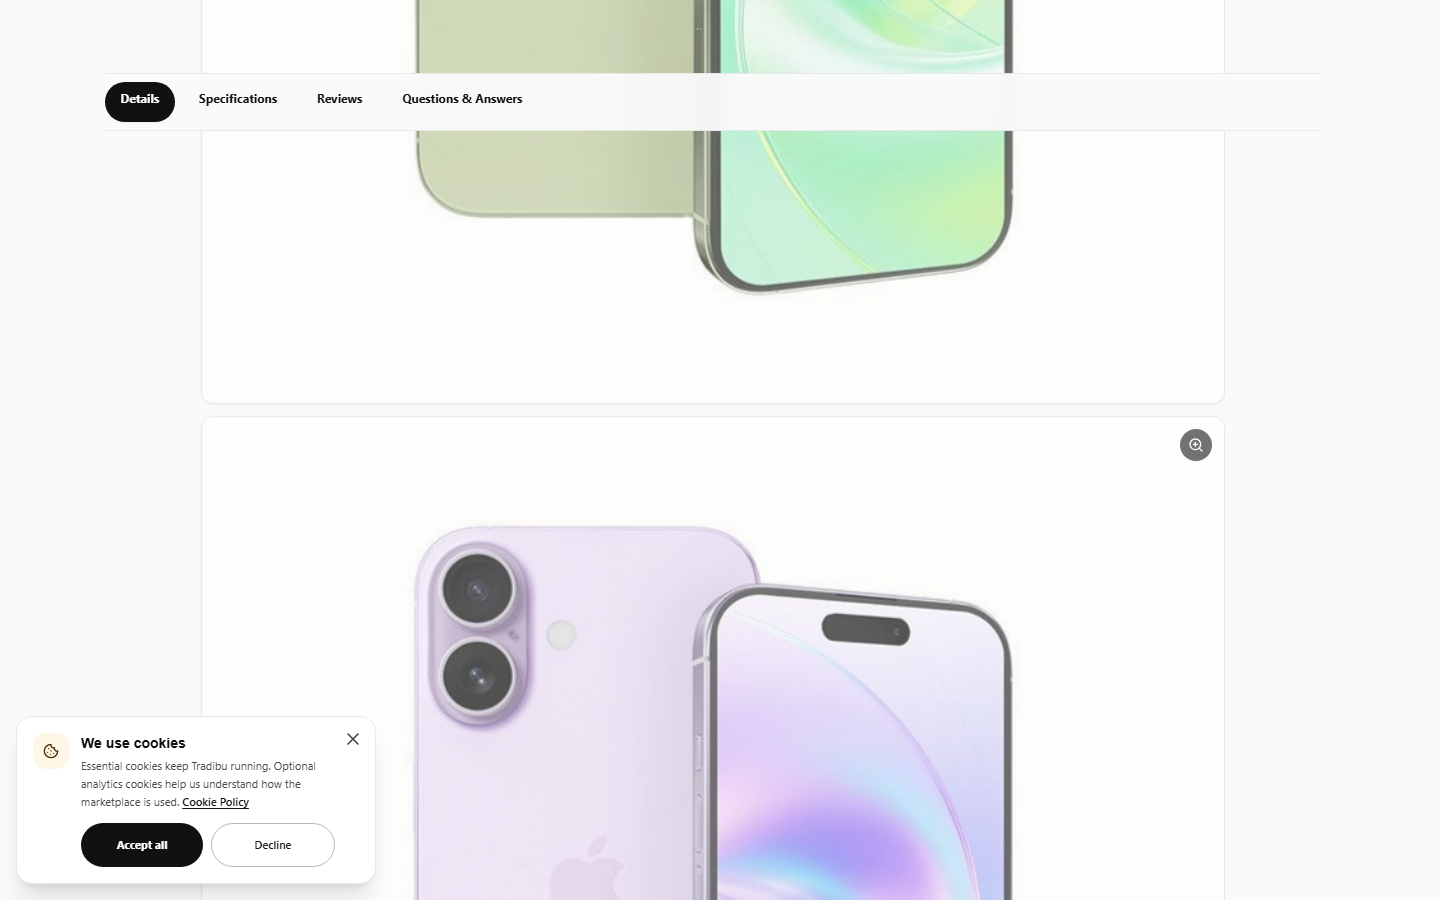 Details
Specifications
Reviews
Questions & Answers
We use cookies
Essential cookies keep Tradibu running. Optional
analytics cookies help us understand how the
marketplace is used. Cookie Policy
Accept all
Decline